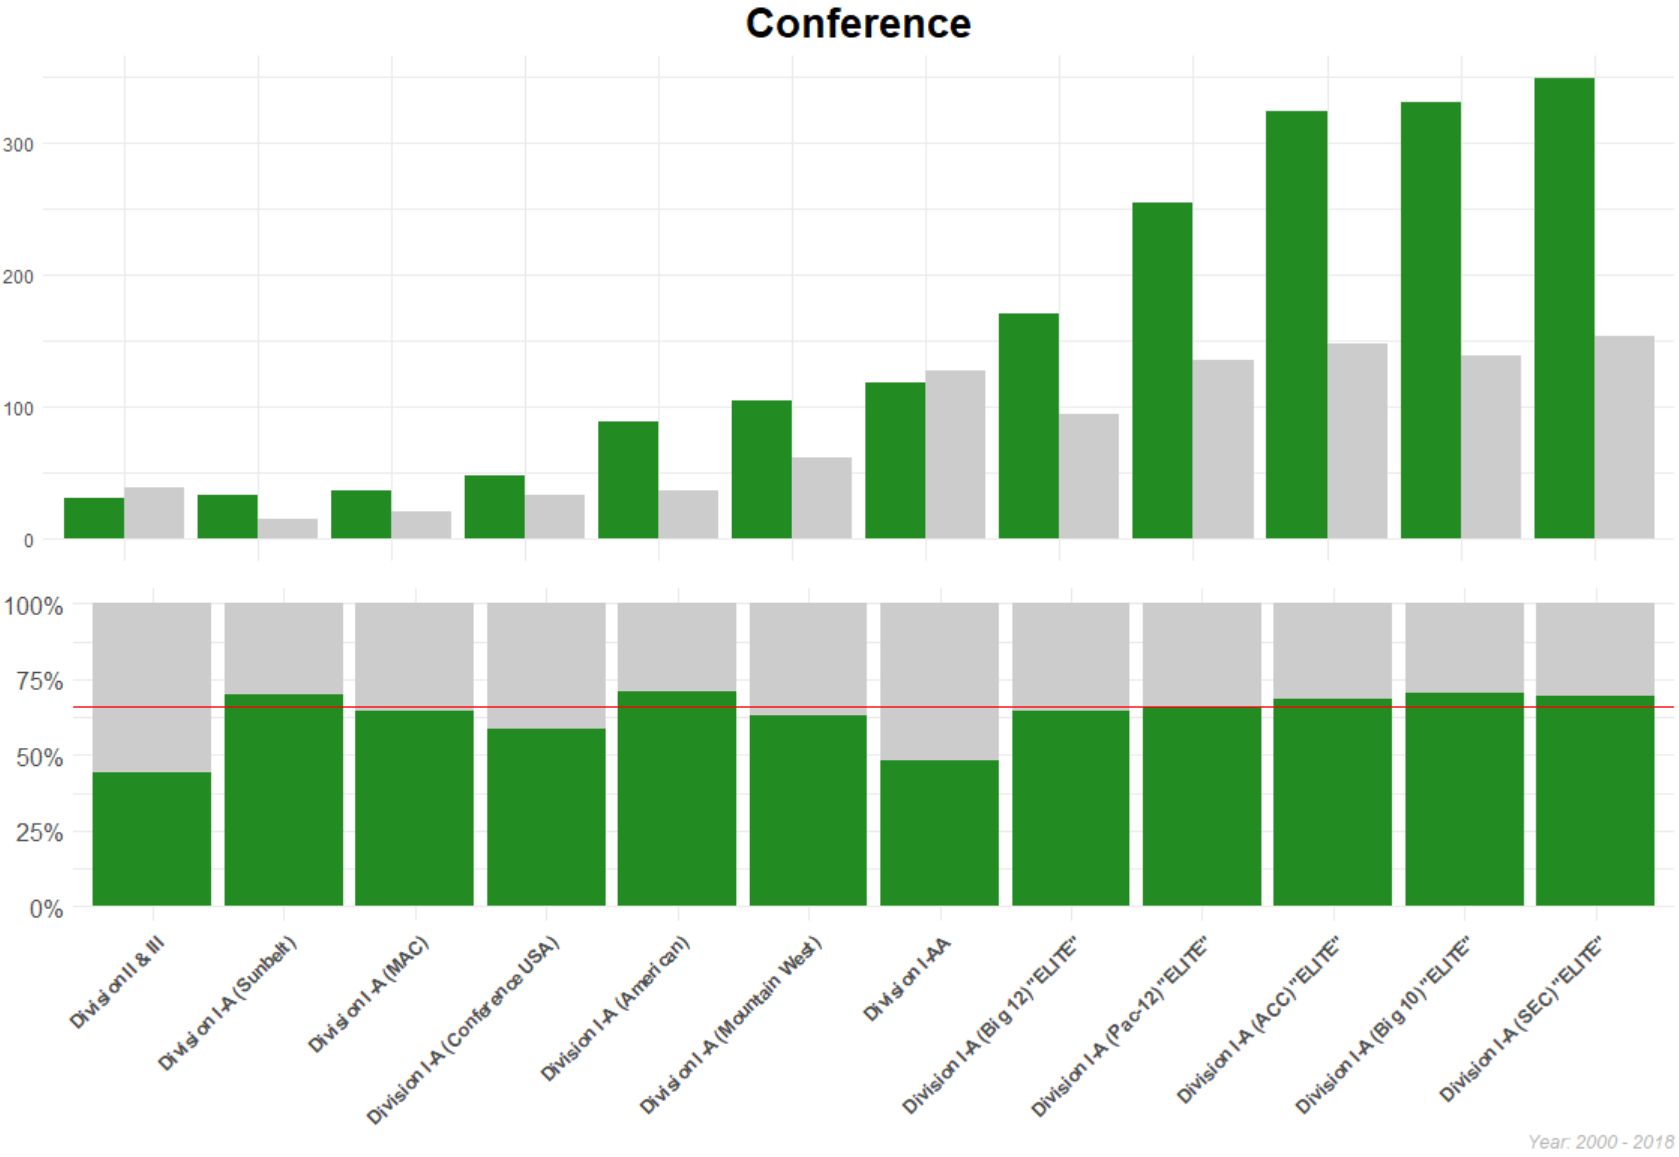 Conference
300
200
100
0
100%
75%
50%
25%
0%
Division II & III
Division I-A (Sunbelt)
Division I-A (MAC)
Division I-A (Conference USA)
Division I-A (American)
Division I-A (Mountain West)
Division I-AA
Division I-A (Big 12) "ELITE"
Division I-A (Pac-12) "ELITE"
Division I-A (ACC) "ELITE"
Division I-A (Big 10) "ELITE"
Division I-A (SEC) "ELITE"
Year: 2000 - 2018